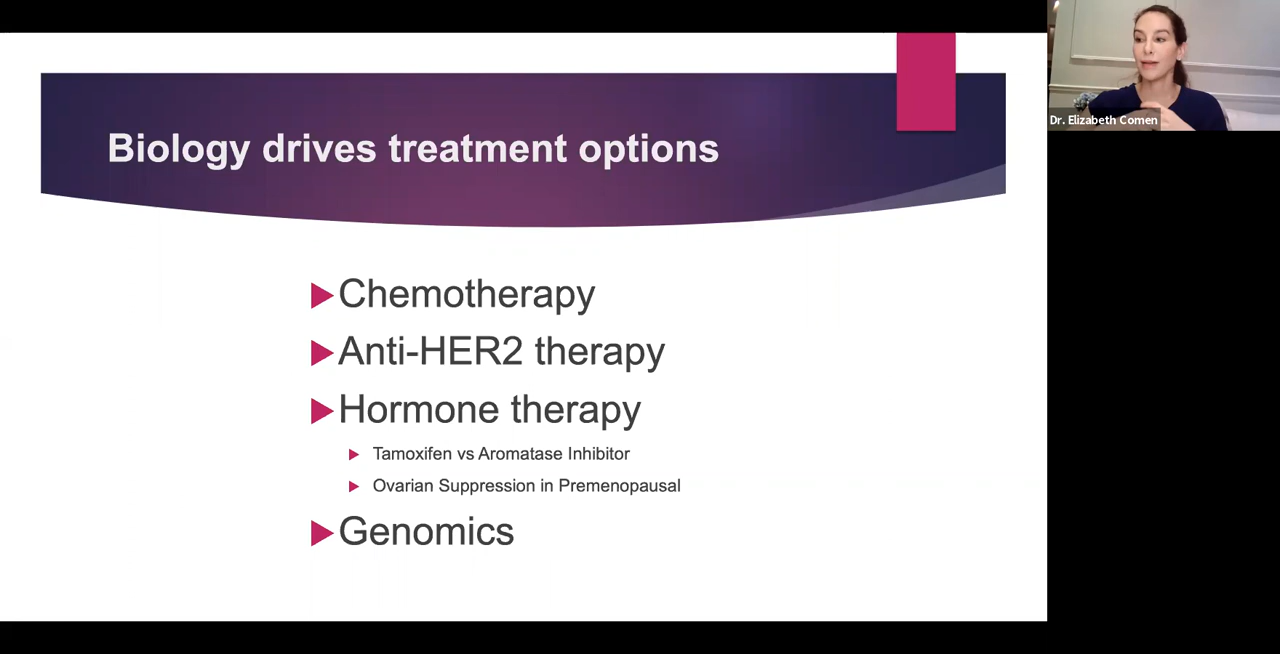 Biology drives treatment options
Dr. Elizabeth Comen
Chemotherapy
Anti-HER2 therapy
Hormone therapy
Tamoxifen vs Aromatase Inhibitor
Ovarian Suppression in Premenopausal
Genomics